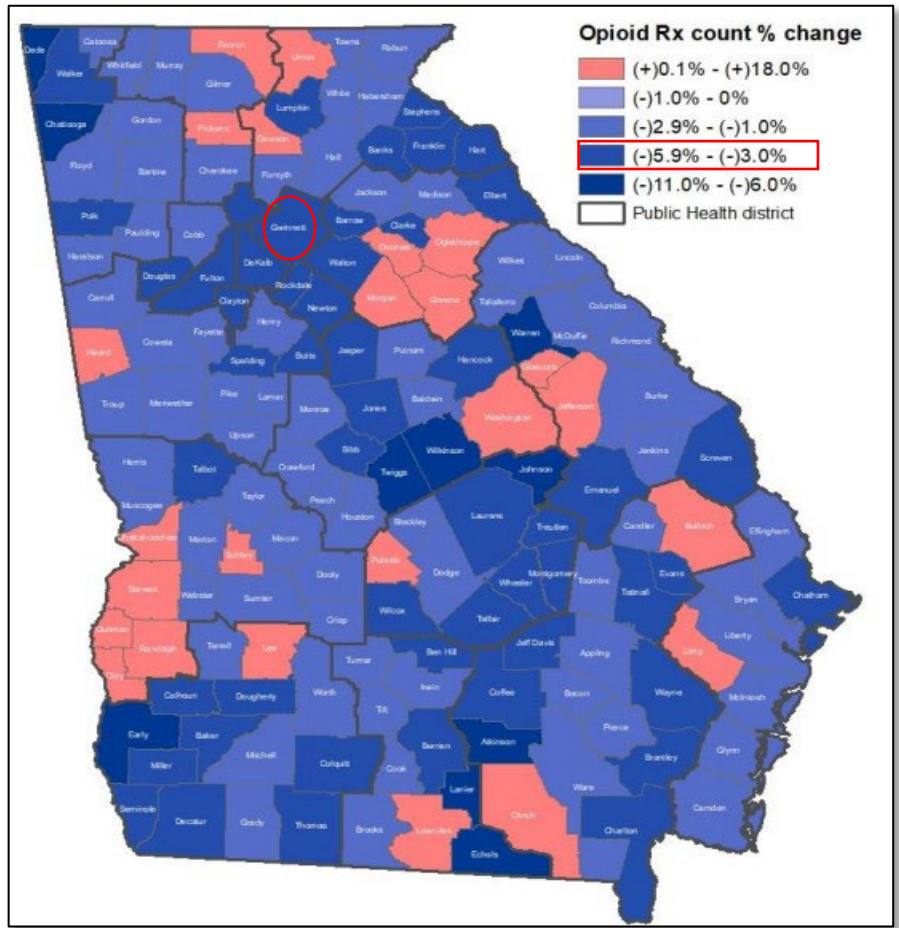 Opioid Rx count % change
(+)0.1% - (+)18.0%
(-)1.0% - 0%
(-)2.9% - (-)1.0%
(-)5.9% - (-)3.0%
(-)11.0% - (-)6.0%
Public Health district
Dade
Catoosa
Whitfield
Murray
Fannin
Union
Towns
Rabun
Walker
Gilmer
Lumpkin
White
Habersham
Stephens
Chattooga
Gordon
Pickens
Dawson
Hall
Banks
Franklin
Hart
Floyd
Bartow
Cherokee
Forsyth
Jackson
Madison
Elbert
Polk
Paulding
Cobb
Gwinnett
Barrow
Clarke
Oconee
Oglethorpe
Haralson
Douglas
Fulton
DeKalb
Walton
Wilkes
Lincoln
Carroll
Clayton
Rockdale
Newton
Morgan
Greene
Taliaferro
Columbia
Heard
Coweta
Fayette
Henry
Spalding
Butts
Jasper
Putnam
Hancock
Warren
McDuffie
Richmond
Glascock
Troup
Meriwether
Pike
Lamar
Monroe
Jones
Baldwin
Washington
Jefferson
Burke
Upson
Harris
Talbot
Crawford
Bibb
Twiggs
Wilkinson
Johnson
Jenkins
Screven
Emanuel
Muscogee
Taylor
Peach
Houston
Bleckley
Laurens
Treutlen
Candler
Bulloch
Effingham
Chattahoochee
Marion
Schley
Macon
Pulaski
Dodge
Wheeler
Montgomery
Toombs
Evans
Tattnall
Bryan
Chatham
Stewart
Webster
Sumter
Dooly
Crisp
Wilcox
Telfair
Long
Liberty
Quitman
Randolph
Terrell
Lee
Turner
Ben Hill
Jeff Davis
Appling
Wayne
McIntosh
Clay
Calhoun
Dougherty
Worth
Tift
Irwin
Coffee
Bacon
Pierce
Early
Baker
Mitchell
Colquitt
Cook
Berrien
Atkinson
Brantley
Glynn
Miller
Lanier
Ware
Camden
Seminole
Decatur
Grady
Thomas
Brooks
Lowndes
Clinch
Charlton
Echols